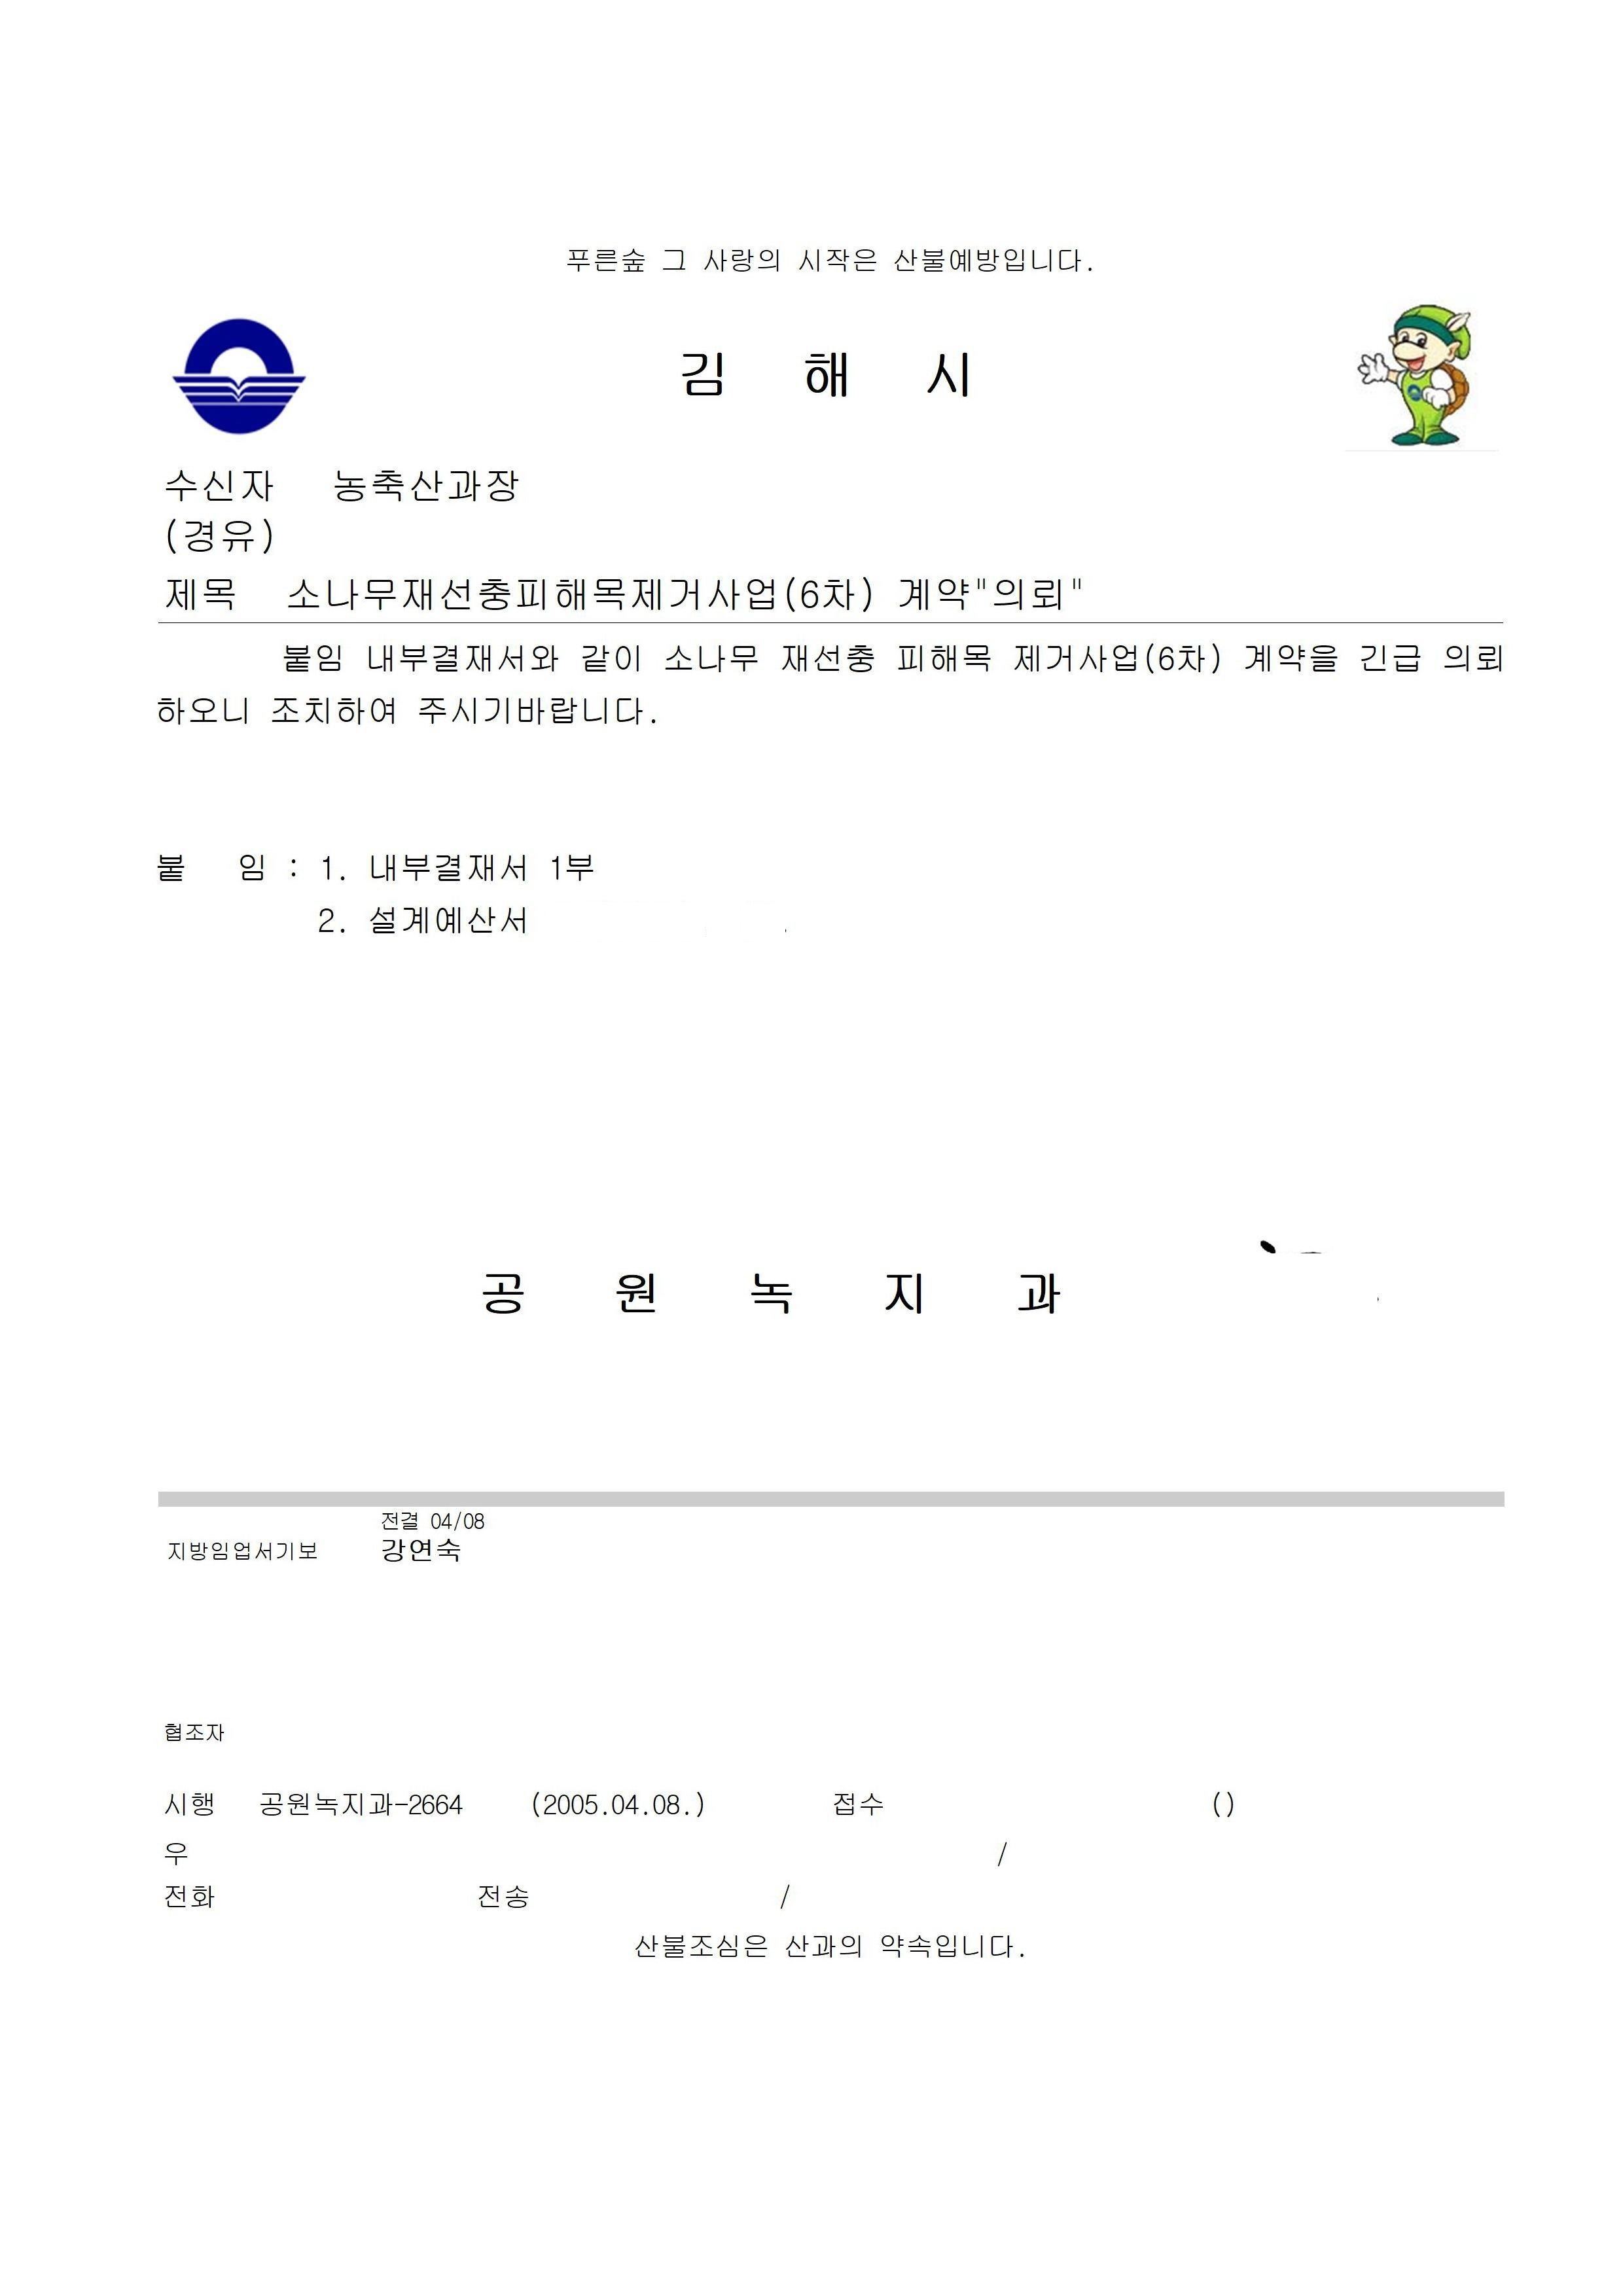 푸른숲 그 사랑의 시작은 산불예방입니다.
김 해 시
수신자 농축산과장
(경유)
제목 소나무재선충피해목제거사업(6차) 계약"의뢰"
붙임 내부결재서와 같이 소나무 재선충 피해목 제거사업(6차) 계약을 긴급 의뢰
하오니 조치하여 주시기바랍니다.
붙 임 : 1. 내부결재서 1부
2. 설계예산서
공 원 녹 지 과
전결 04/08
지방임업서기보 강연숙
협조자
시행 공원녹지과-2664 (2005.04.08.) 접수 ()
우 /
전화 전송 /
산불조심은 산과의 약속입니다.